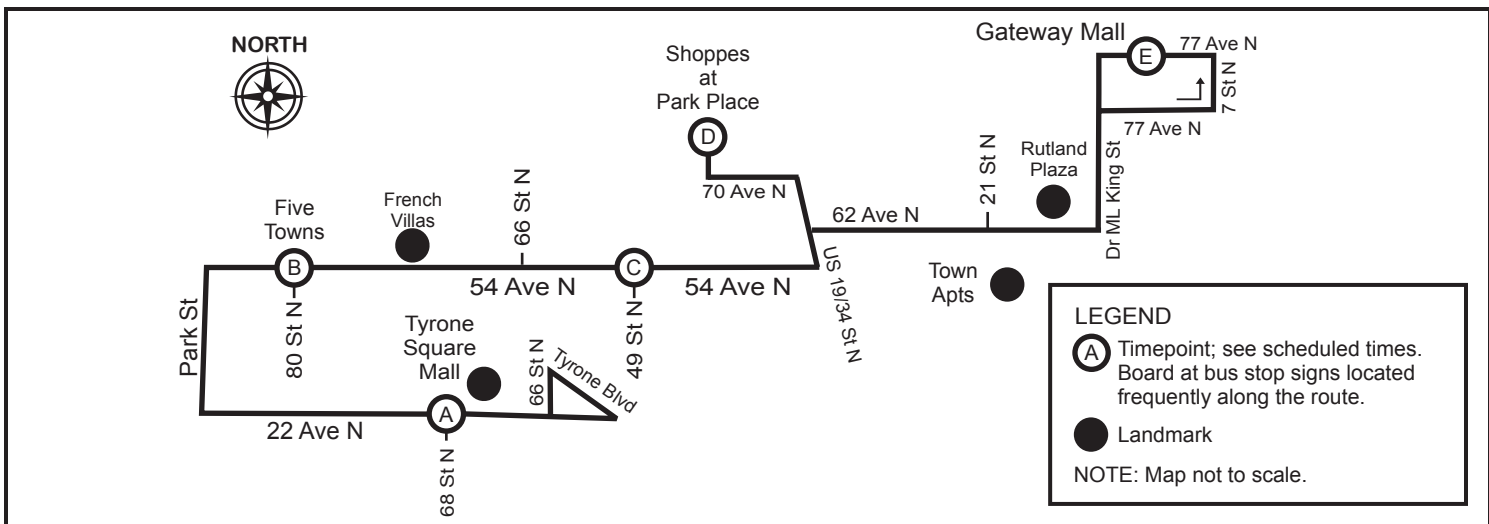 NORTH
Gateway Mall
E
77 Ave N
7 St N
77 Ave N
Shoppes
at
Park Place
D
70 Ave N
Rutland
Plaza
21 St N
62 Ave N
Dr ML King St
Five
Towns
B
80 St N
French
Villas
66 St N
C
54 Ave N
54 Ave N
49 St N
US 19/34 St N
Town
Apts
Park St
Tyrone
Square
Mall
66 St N
Tyrone Blvd
A
22 Ave N
68 St N
LEGEND
A
Timepoint; see scheduled times.
Board at bus stop signs located
frequently along the route.
Landmark
NOTE: Map not to scale.